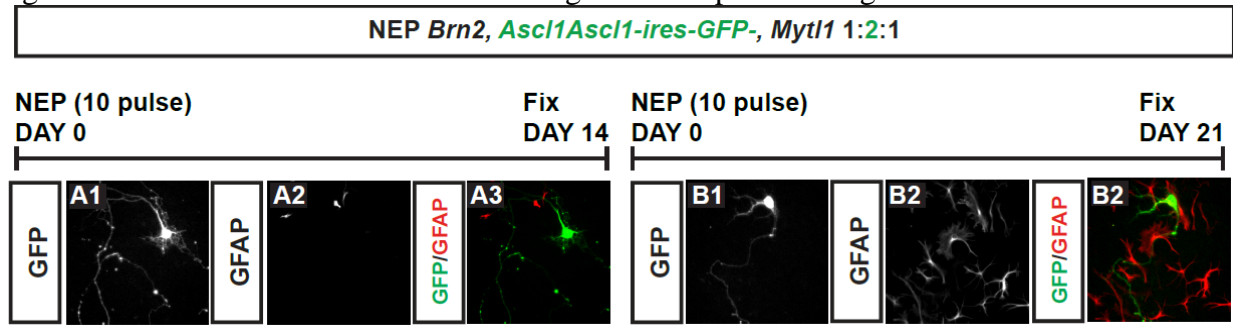 NEP Brn2, Ascl1Ascl1-ires-GFP-, Mytl1 1:2:1
NEP (10 pulse)
DAY 0
Fix
DAY 14
NEP (10 pulse)
DAY 0
Fix
DAY 21
GFP
A1
GFAP
A2
GFP/GFAP
A3
GFP
B1
GFAP
B2
GFP/GFAP
B2